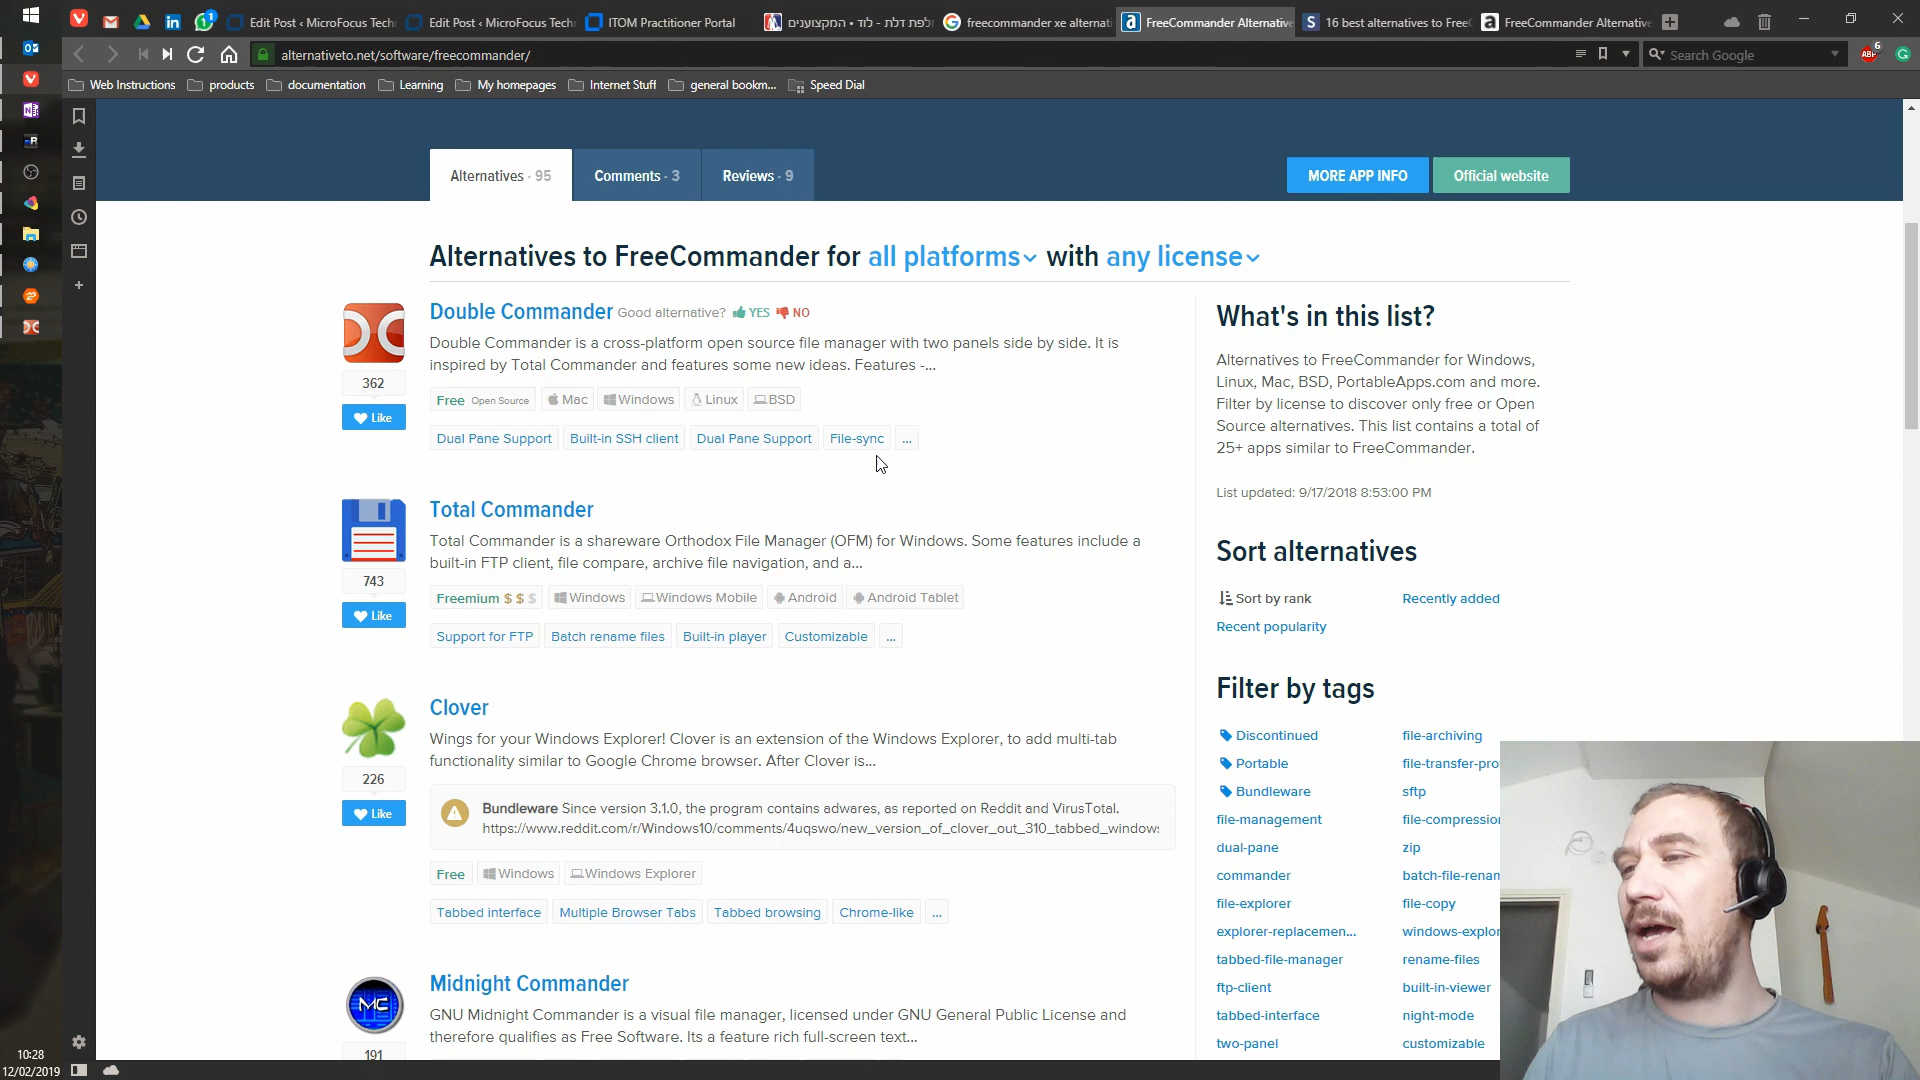 Edit Post ‹ MicroFocus Techn
Edit Post ‹ MicroFocus Techn
ITOM Practitioner Portal
פלפת דלת - לוד • המקצוענים
freecommander xe alternati
FreeCommander Alternative
16 best alternatives to FreeC
FreeCommander Alternative
alternativeto.net/software/freecommander/
Search Google
ABP
6
Web Instructions
products
documentation
Learning
My homepages
Internet Stuff
general bookm...
Speed Dial
Alternatives - 95
Comments - 3
Reviews - 9
MORE APP INFO
Official website
Alternatives to FreeCommander for all platforms with any license
Double Commander Good alternative? YES NO
Double Commander is a cross-platform open source file manager with two panels side by side. It is
inspired by Total Commander and features some new ideas. Features -...
362
Like
Free Open Source
Mac
Windows
Linux
BSD
Dual Pane Support
Built-in SSH client
Dual Pane Support
File-sync
...
Total Commander
Total Commander is a shareware Orthodox File Manager (OFM) for Windows. Some features include a
built-in FTP client, file compare, archive file navigation, and a...
743
Like
Freemium $ $ $
Windows
Windows Mobile
Android
Android Tablet
Support for FTP
Batch rename files
Built-in player
Customizable
...
Clover
Wings for your Windows Explorer! Clover is an extension of the Windows Explorer, to add multi-tab
functionality similar to Google Chrome browser. After Clover is...
226
Like
Bundleware Since version 3.1.0, the program contains adwares, as reported on Reddit and VirusTotal.
https://www.reddit.com/r/Windows10/comments/4uqswo/new_version_of_clover_out_310_tabbed_windows
Free
Windows
Windows Explorer
Tabbed interface
Multiple Browser Tabs
Tabbed browsing
Chrome-like
...
Midnight Commander
GNU Midnight Commander is a visual file manager, licensed under GNU General Public License and
therefore qualifies as Free Software. Its a feature rich full-screen text...
191
What's in this list?
Alternatives to FreeCommander for Windows,
Linux, Mac, BSD, PortableApps.com and more.
Filter by license to discover only free or Open
Source alternatives. This list contains a total of
25+ apps similar to FreeCommander.
List updated: 9/17/2018 8:53:00 PM
Sort alternatives
Sort by rank
Recently added
Recent popularity
Filter by tags
Discontinued
file-archiving
Portable
file-transfer-pro
Bundleware
sftp
file-management
file-compression
dual-pane
zip
commander
batch-file-renam
file-explorer
file-copy
explorer-replacemen...
windows-explor
tabbed-file-manager
rename-files
ftp-client
built-in-viewer
tabbed-interface
night-mode
two-panel
customizable
10:28
12/02/2019